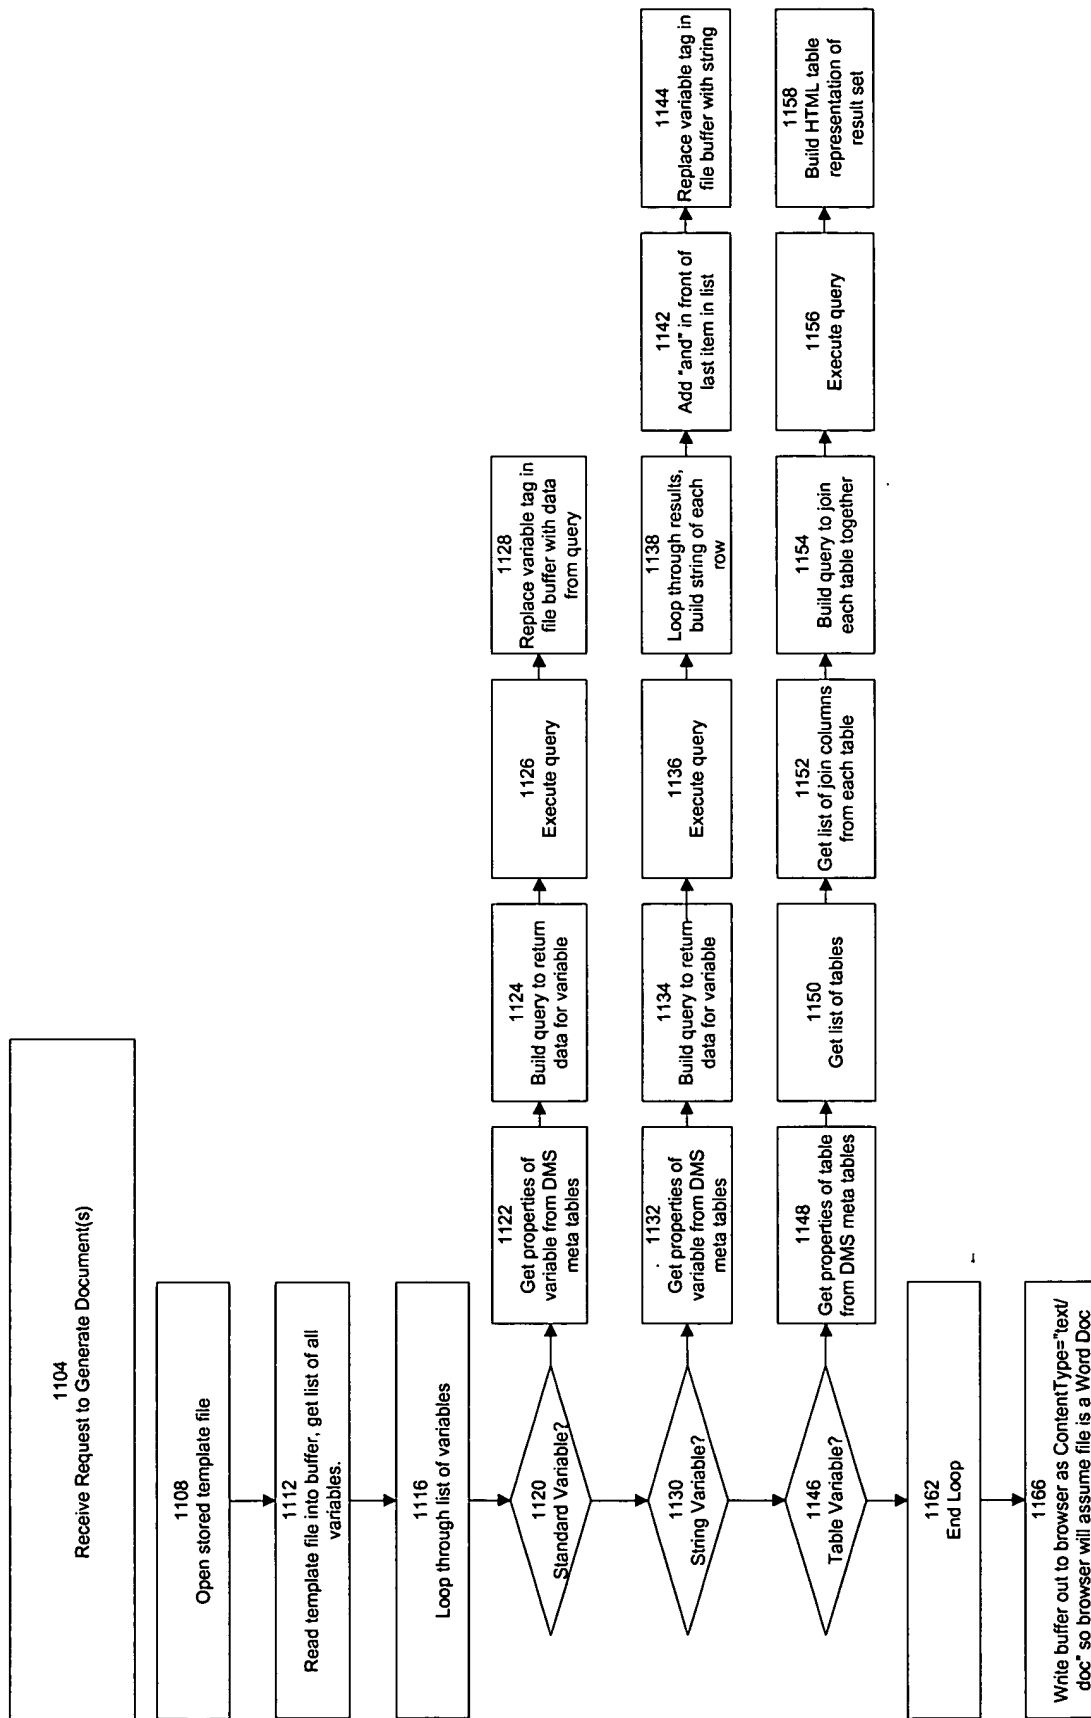 1104
Receive Request to Generate Document(s)
1108
Open stored template file
1112
Read template file into buffer, get list of all
variables.
1116
Loop through list of variables
1120
Standard Variable?
1122
Get properties of
variable from DMS
meta tables
1124
Build query to return
data for variable
1126
Execute query
1128
Replace variable tag in
file buffer with data
from query
1130
String Variable?
1132
Get properties of
variable from DMS
meta tables
1134
Build query to return
data for variable
1136
Execute query
1138
Loop through results,
build string of each
row
1142
Add "and" in front of
last item in list
1144
Replace variable tag in
file buffer with string
1146
Table Variable?
1148
Get properties of table
from DMS meta tables
1150
Get list of tables
1152
Get list of join columns
from each table
1154
Build query to join
each table together
1156
Execute query
1158
Build HTML table
representation of
result set
1162
End Loop
1166
Write buffer out to browser as ContentType="text/
doc" so browser will assume file is a Word Doc